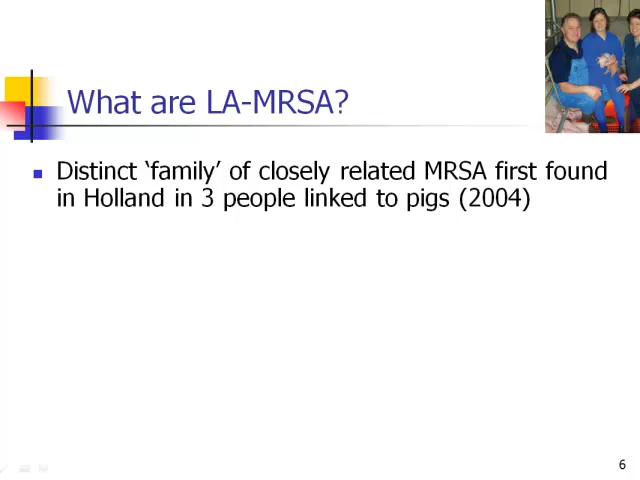 What are LA-MRSA?
Distinct ‘family’ of closely related MRSA first found
in Holland in 3 people linked to pigs (2004)
6